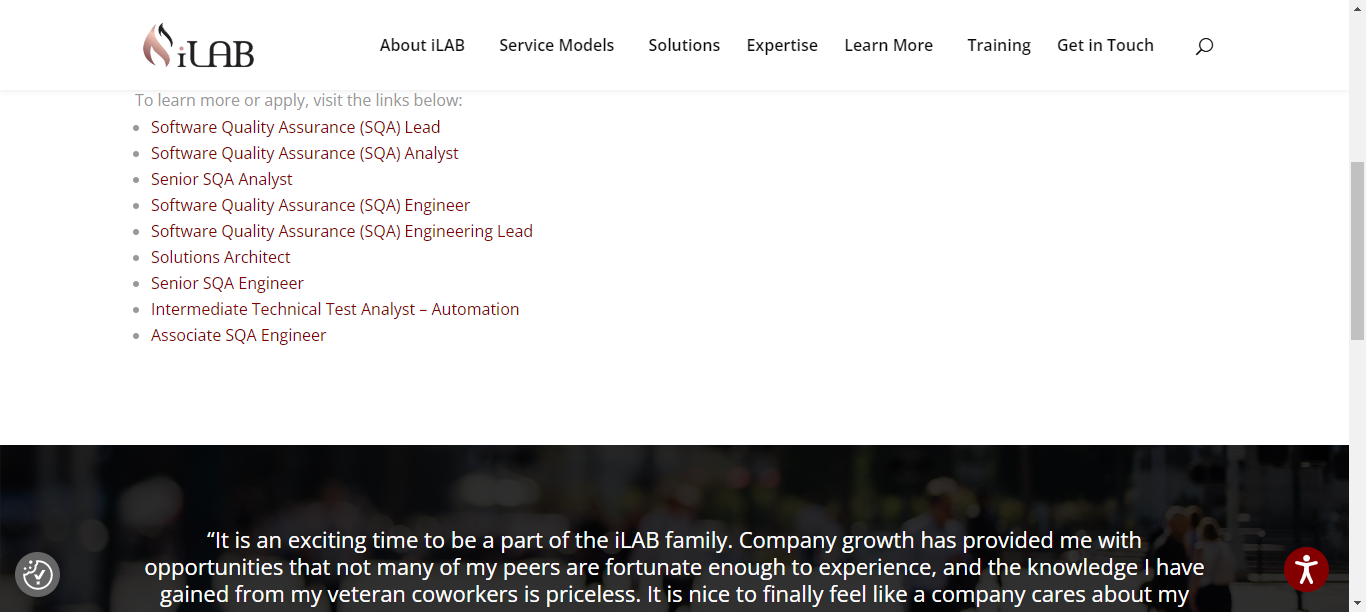 iLAB
About iLAB Service Models Solutions Expertise Learn More Training Get in Touch
To learn more or apply, visit the links below:
Software Quality Assurance (SQA) Lead
Software Quality Assurance (SQA) Analyst
Senior SQA Analyst
Software Quality Assurance (SQA) Engineer
Software Quality Assurance (SQA) Engineering Lead
Solutions Architect
Senior SQA Engineer
Intermediate Technical Test Analyst – Automation
Associate SQA Engineer
“It is an exciting time to be a part of the iLAB family. Company growth has provided me with
opportunities that not many of my peers are fortunate enough to experience, and the knowledge I have
gained from my veteran coworkers is priceless. It is nice to finally feel like a company cares about my